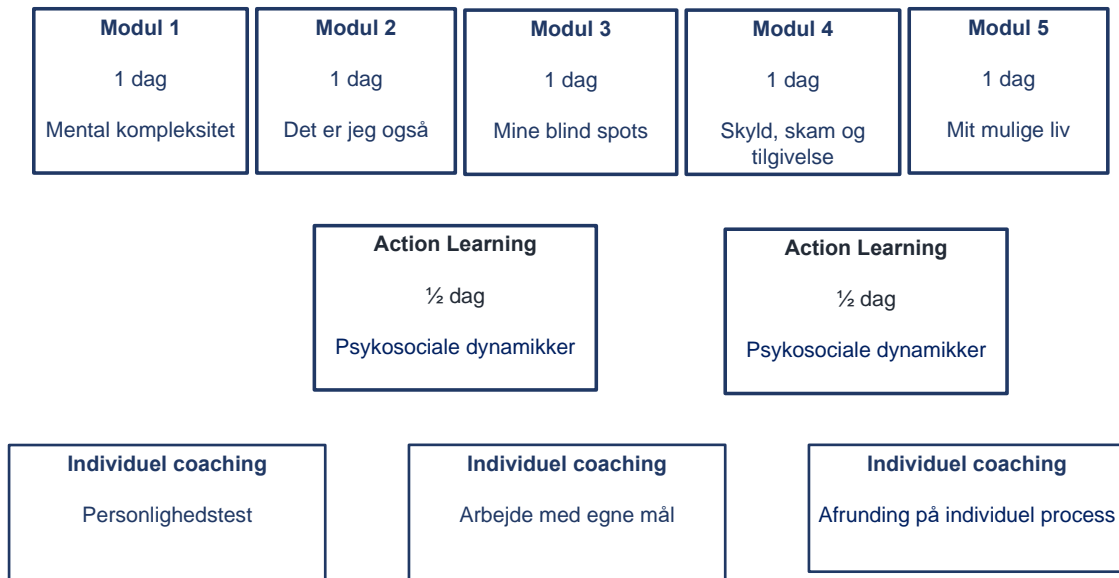 Modul 1
1 dag
Mental kompleksitet
Modul 2
1 dag
Det er jeg også
Modul 3
1 dag
Mine blind spots
Modul 4
1 dag
Skyld, skam og
tilgivelse
Modul 5
1 dag
Mit mulige liv
Action Learning
½ dag
Psykosociale dynamikker
Action Learning
½ dag
Psykosociale dynamikker
Individuel coaching
Personlighedstest
Individuel coaching
Arbejde med egne mål
Individuel coaching
Afrunding på individuel process